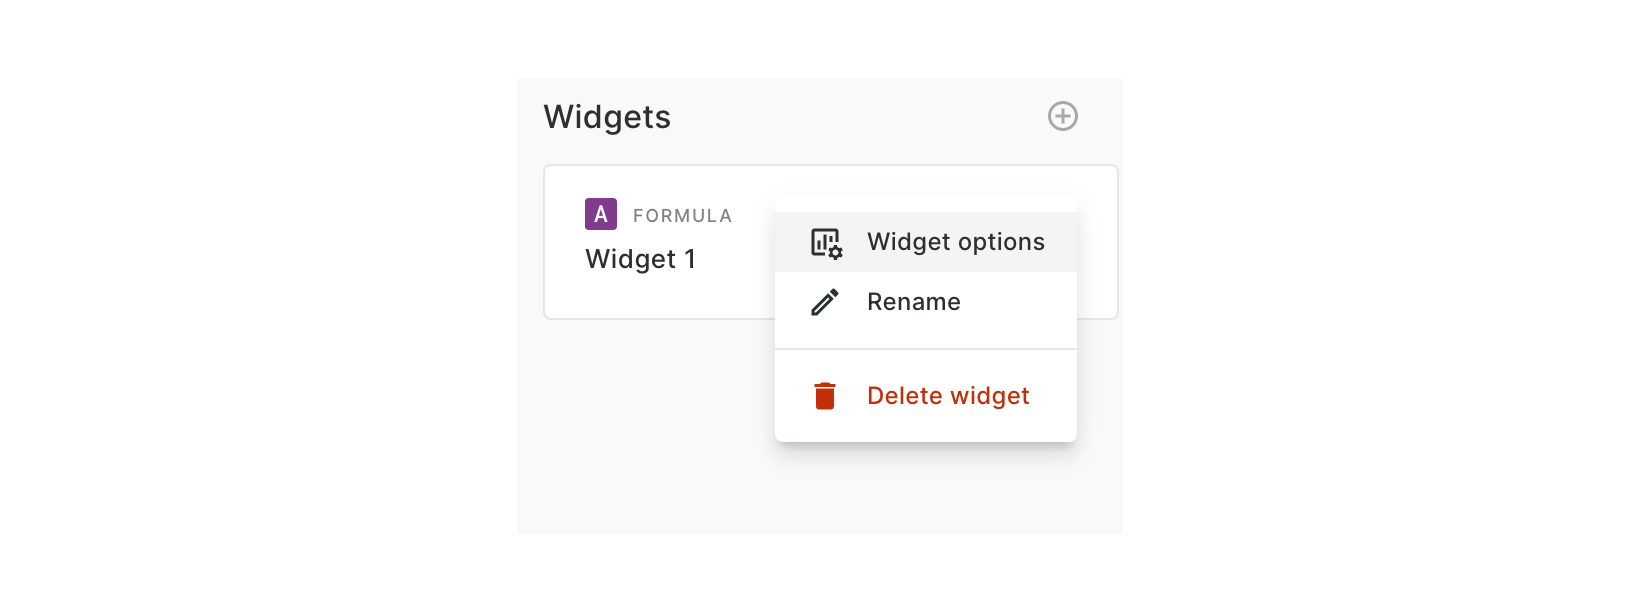 Widgets
A FORMULA
Widget 1
Widget options
Rename
Delete widget